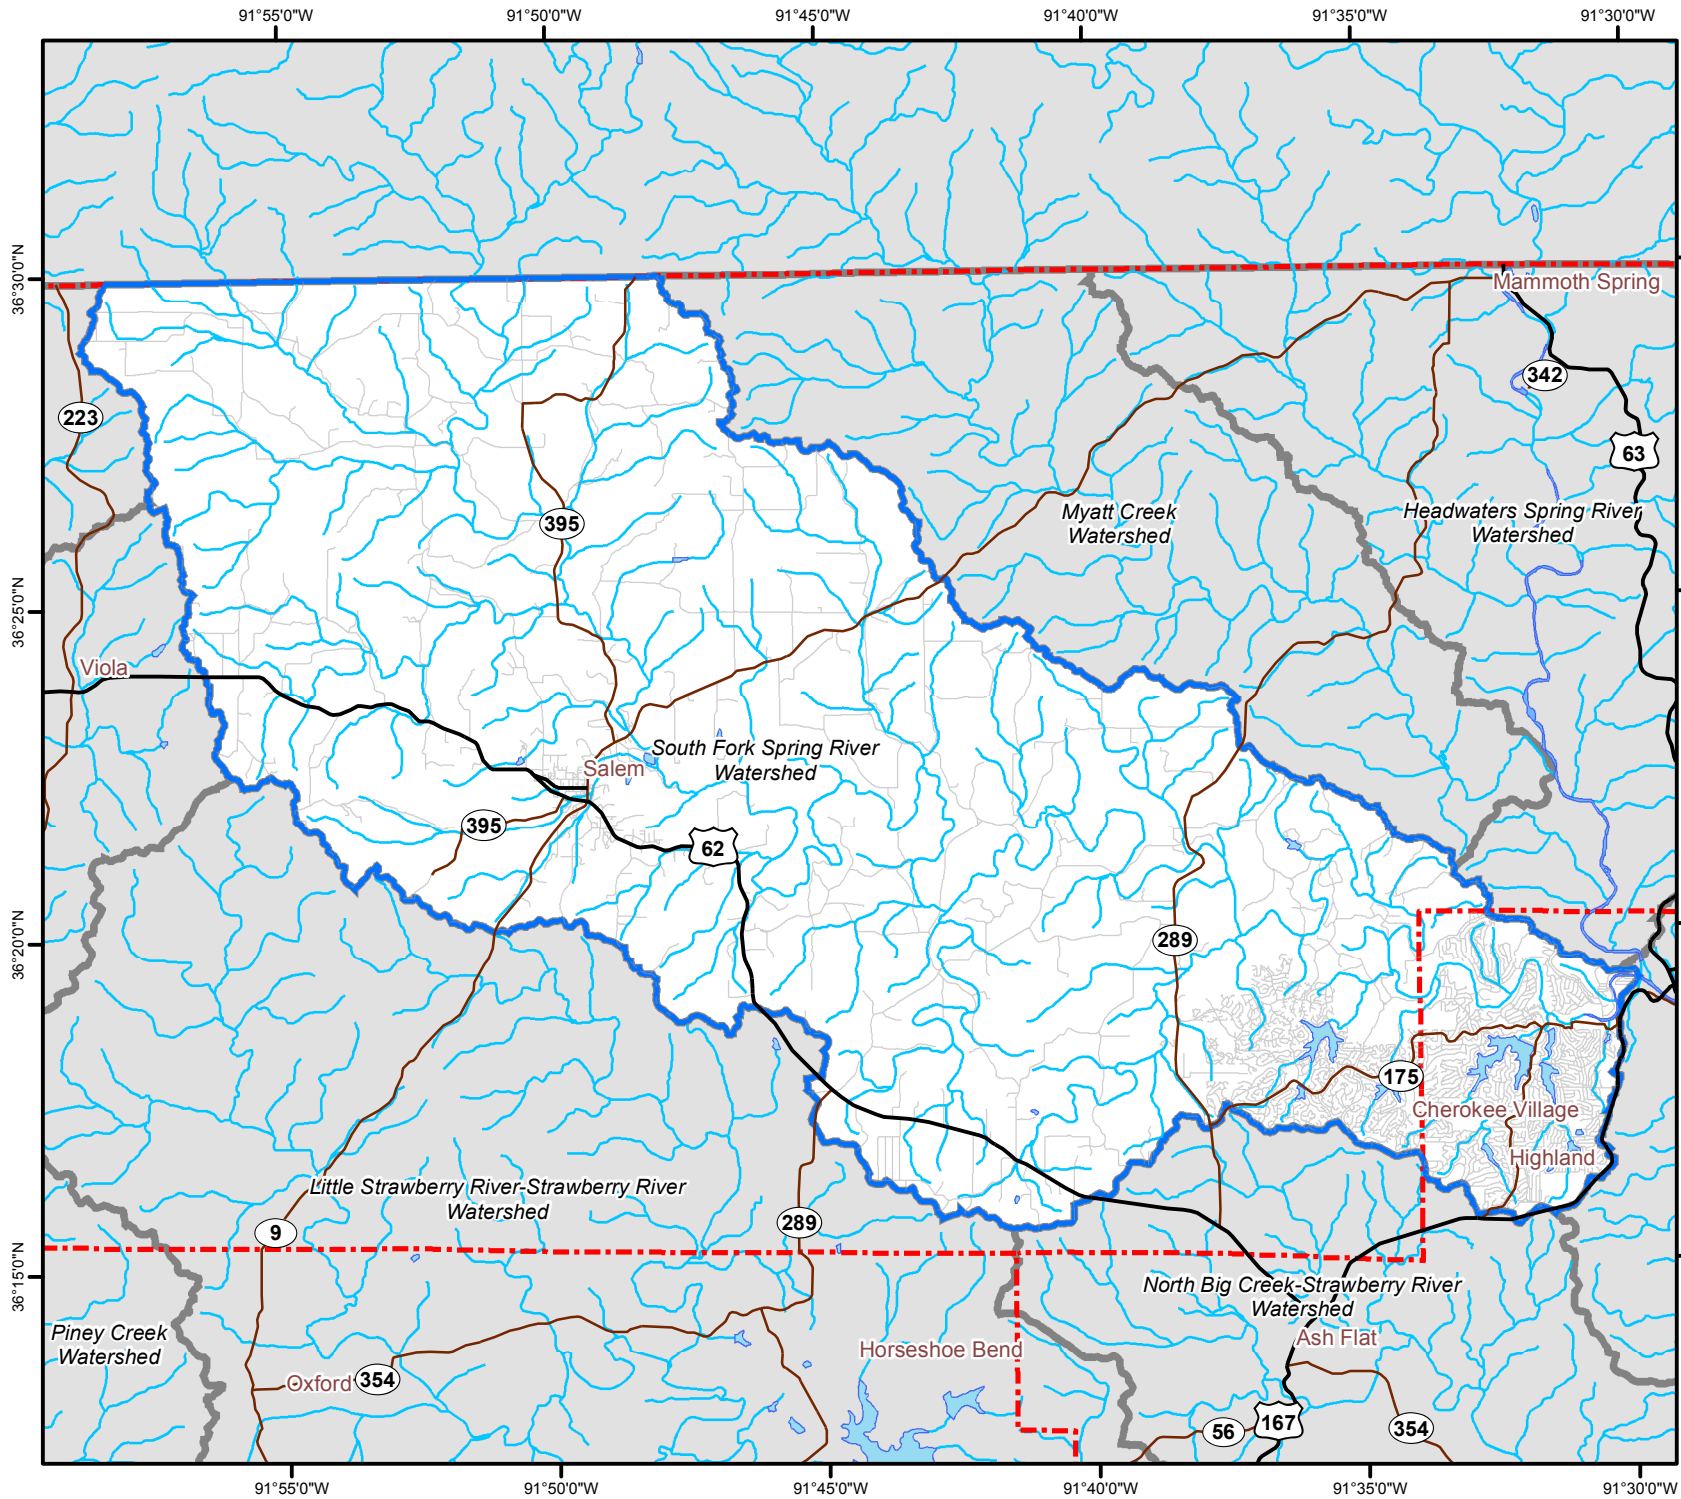 91°55'0"W
91°50'0"W
91°45'0"W
91°40'0"W
91°35'0"W
91°30'0"W
36°30'0"N
Mammoth Spring
342
223
63
395
Myatt Creek
Watershed
Headwaters Spring River
Watershed
36°25'0"N
Viola
South Fork Spring River
Watershed
Salem
395
62
36°20'0"N
289
175
Cherokee Village
Highland
Little Strawberry River-Strawberry River
Watershed
9
289
36°15'0"N
North Big Creek-Strawberry River
Watershed
Piney Creek
Watershed
Horseshoe Bend
Ash Flat
Oxford
354
56
167
354
91°55'0"W
91°50'0"W
91°45'0"W
91°40'0"W
91°35'0"W
91°30'0"W